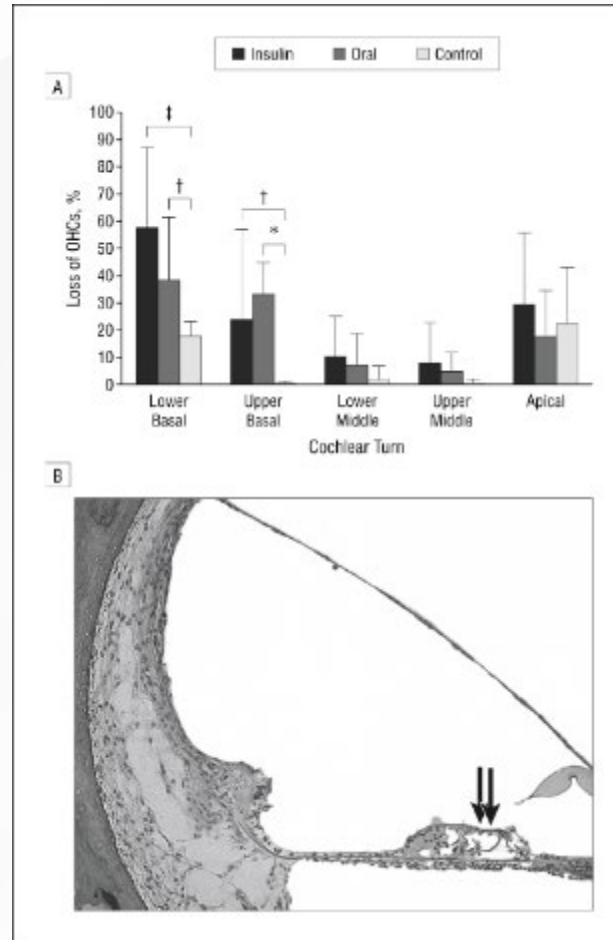 Insulin Oral Control
A
100
90
80
70
60
50
40
30
20
10
0
Loss of OHCs, %
‡
†
†
*
Lower Basal
Upper Basal
Lower Middle
Upper Middle
Apical
Cochlear Turn
B